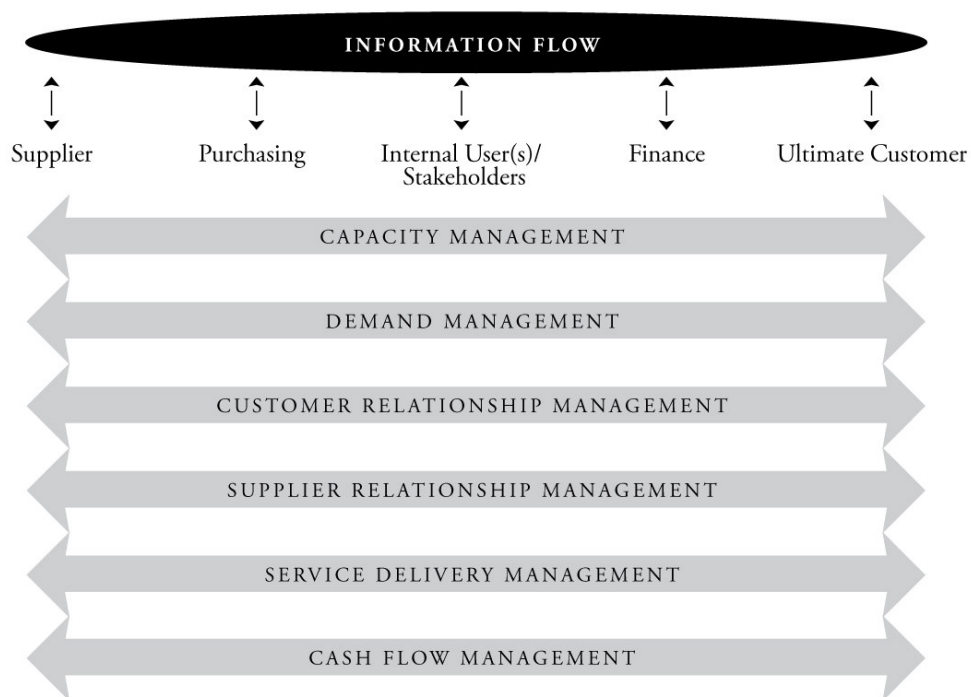 INFORMATION FLOW
Supplier
Purchasing
Internal User(s)/
Stakeholders
Finance
Ultimate Customer
CAPACITY MANAGEMENT
DEMAND MANAGEMENT
CUSTOMER RELATIONSHIP MANAGEMENT
SUPPLIER RELATIONSHIP MANAGEMENT
SERVICE DELIVERY MANAGEMENT
CASH FLOW MANAGEMENT